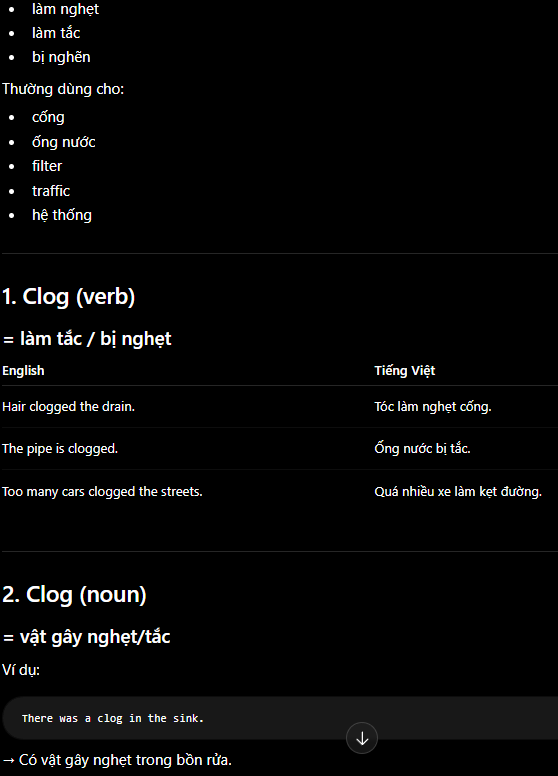 làm nghẹt
làm tắc
bị nghẽn
Thường dùng cho:
cống
ống nước
filter
traffic
hệ thống
1. Clog (verb)
= làm tắc / bị nghẹt
English Tiếng Việt
Hair clogged the drain. Tóc làm nghẹt cống.
The pipe is clogged. Ống nước bị tắc.
Too many cars clogged the streets. Quá nhiều xe làm kẹt đường.
2. Clog (noun)
= vật gây nghẹt/tắc
Ví dụ:
There was a clog in the sink.
→ Có vật gây nghẹt trong bồn rửa.